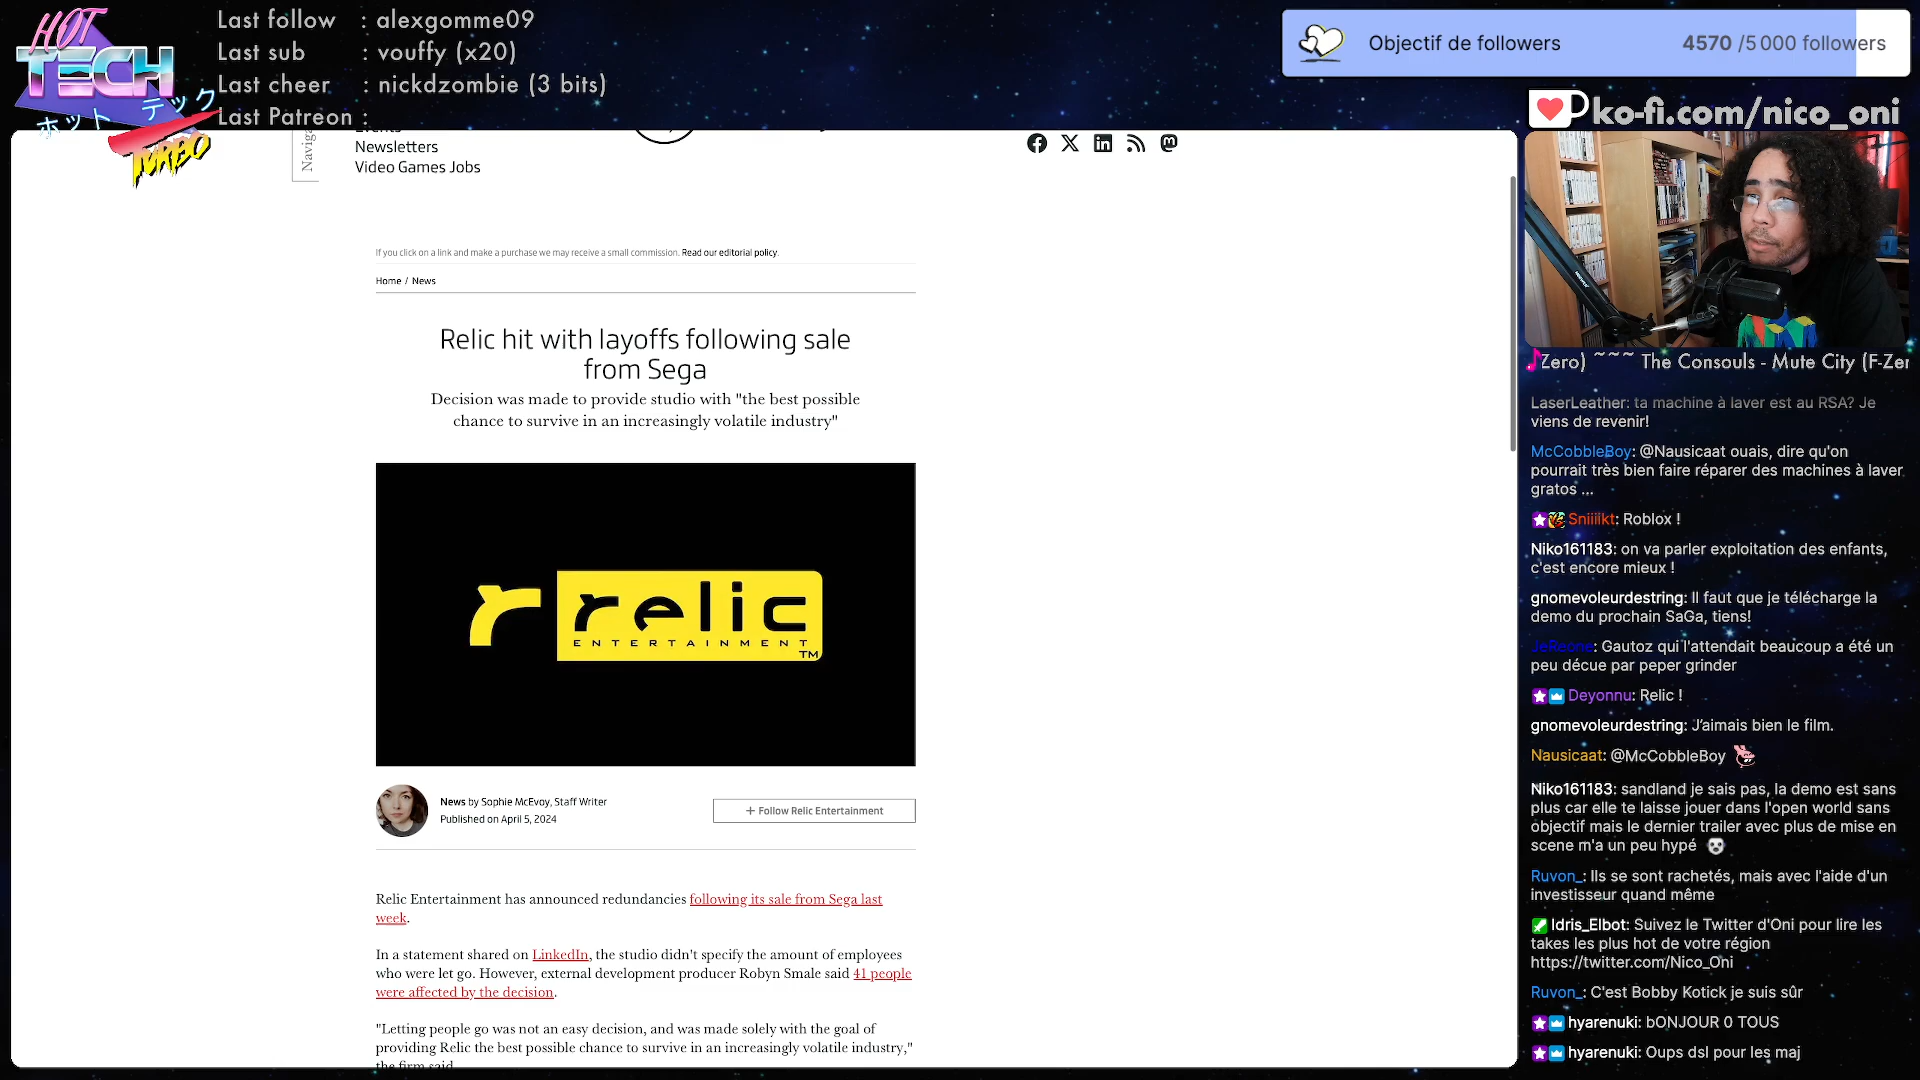 HOT
TECH
ホット テック
TURBO
Last follow : alexgomme09
Last sub : vouffy (x20)
Last cheer : nickdzombie (3 bits)
Last Patreon :
Objectif de followers 4570 /5 000 followers
ko-fi.com/nico_oni
Events
Newsletters
Video Games Jobs
If you click on a link and make a purchase we may receive a small commission. Read our editorial policy.
Home / News
Relic hit with layoffs following sale
from Sega
Decision was made to provide studio with "the best possible
chance to survive in an increasingly volatile industry"
relic
ENTERTAINMENT
TM
News by Sophie McEvoy, Staff Writer
Published on April 5, 2024
+ Follow Relic Entertainment
Relic Entertainment has announced redundancies following its sale from Sega last
week.
In a statement shared on LinkedIn, the studio didn't specify the amount of employees
who were let go. However, external development producer Robyn Smale said 41 people
were affected by the decision.
"Letting people go was not an easy decision, and was made solely with the goal of
providing Relic the best possible chance to survive in an increasingly volatile industry,"
the firm said
Zero) ~~~ The Consouls - Mute City (F-Zer
LaserLeather: ta machine à laver est au RSA? Je
viens de revenir!
McCobbleBoy: @Nausicaat ouais, dire qu'on
pourrait très bien faire réparer des machines à laver
gratos ...
Sniiiikt: Roblox !
Niko161183: on va parler exploitation des enfants,
c'est encore mieux !
gnomevoleurdestring: Il faut que je télécharge la
demo du prochain SaGa, tiens!
JeReone: Gautoz qui l'attendait beaucoup a été un
peu décue par peper grinder
Deyonnu: Relic !
gnomevoleurdestring: J'aimais bien le film.
Nausicaat: @McCobbleBoy
Niko161183: sandland je sais pas, la demo est sans
plus car elle te laisse jouer dans l'open world sans
objectif mais le dernier trailer avec plus de mise en
scene m'a un peu hypé
Ruvon_: Ils se sont rachetés, mais avec l'aide d'un
investisseur quand même
Idris_Elbot: Suivez le Twitter d'Oni pour lire les
takes les plus hot de votre région
https://twitter.com/Nico_Oni
Ruvon_: C'est Bobby Kotick je suis sûr
hyarenuki: bONJOUR 0 TOUS
hyarenuki: Oups dsl pour les maj